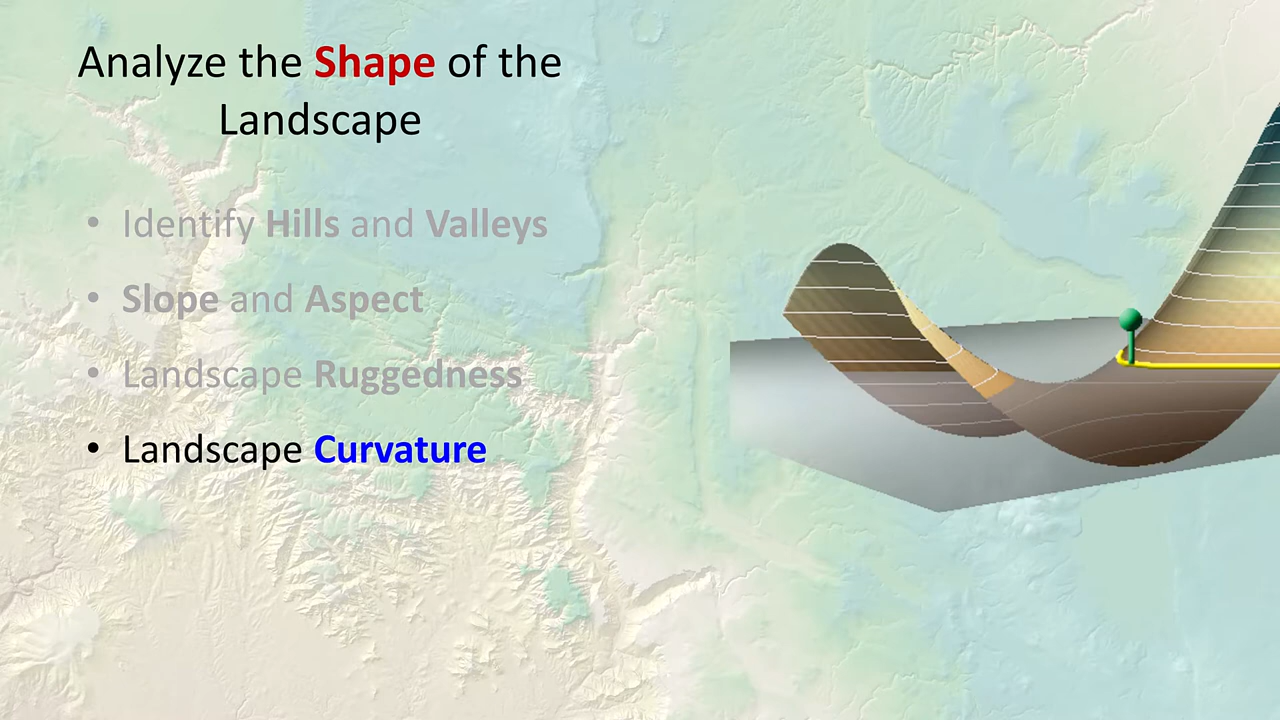 Analyze the Shape of the
Landscape
• Identify Hills and Valleys
• Slope and Aspect
• Landscape Ruggedness
• Landscape Curvature